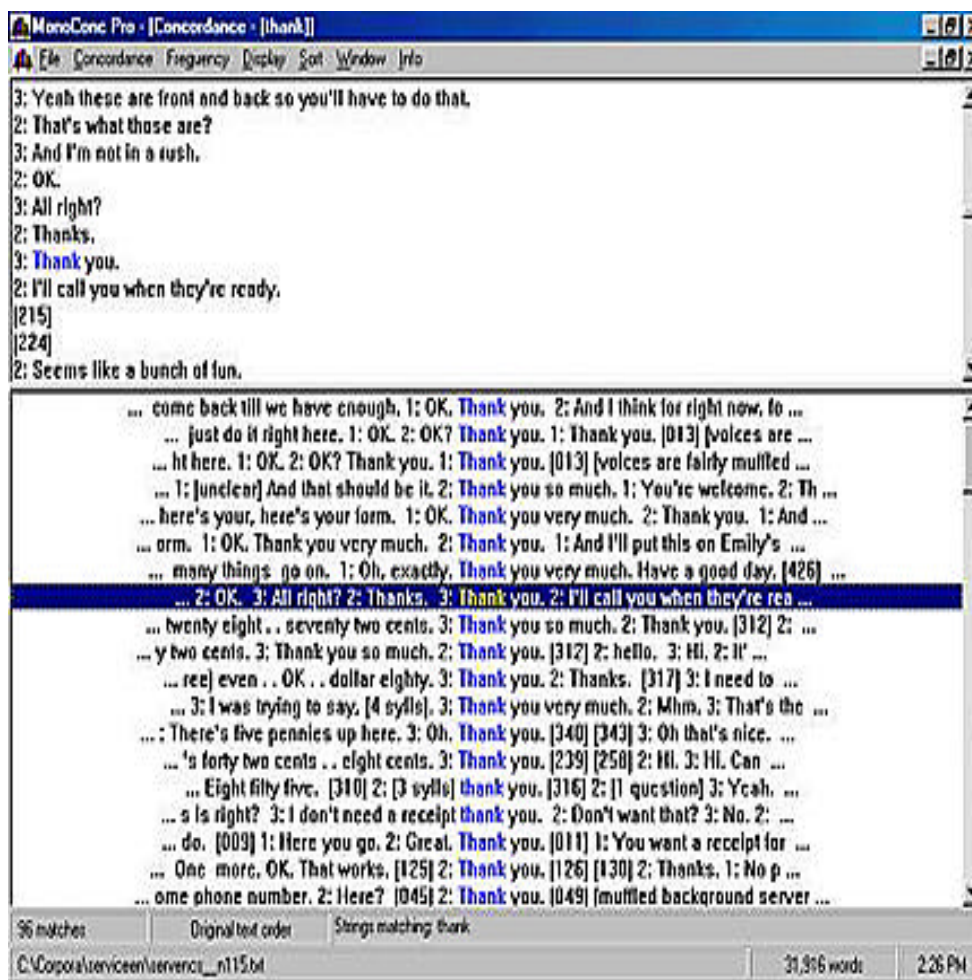 MonoConc Pro - [Concordance - [thank]]
File Concordance Frequency Display Sort Window Info
3: Yeah these are front and back so you'll have to do that.
2: That's what those are?
3: And I'm not in a rush.
2: OK.
3: All right?
2: Thanks.
3: Thank you.
2: I'll call you when they're ready.
[215]
[224]
2: Seems like a bunch of fun.
... come back till we have enough. 1: OK. Thank you. 2: And I think for right now, fo ...
... just do it right here. 1: OK. 2: OK? Thank you. 1: Thank you. [013] [voices are ...
... ht here. 1: OK. 2: OK? Thank you. 1: Thank you. [013] [voices are fairly muffled ...
... 1: [unclear] And that should be it. 2: Thank you so much. 1: You're welcome. 2: Th ...
... here's your, here's your form. 1: OK. Thank you very much. 2: Thank you. 1: And ...
... orm. 1: OK. Thank you very much. 2: Thank you. 1: And I'll put this on Emily's ...
... many things go on. 1: Oh, exactly. Thank you very much. Have a good day. [426] ...
... 2: OK. 3: All right? 2: Thanks. 3: Thank you. 2: I'll call you when they're rea ...
... twenty eight . . seventy two cents. 3: Thank you so much. 2: Thank you. [312] 2: ...
... y two cents. 3: Thank you so much. 2: Thank you. [312] 2: hello. 3: Hi. 2: It' ...
... ree] even . . OK . . dollar eighty. 3: Thank you. 2: Thanks. [317] 3: I need to ...
... 3: I was trying to say. [4 sylls]. 3: Thank you very much. 2: Mhm. 3: That's the ...
... : There's five pennies up here. 3: Oh. Thank you. [340] [343] 3: Oh that's nice. ...
... 's forty two cents . . eight cents. 3: Thank you. [239] [258] 2: Hi. 3: Hi. Can ...
... Eight fifty five. [310] 2: [3 sylls] thank you. [316] 2: [1 question] 3: Yeah. ...
... s is right? 3: I don't need a receipt thank you. 2: Don't want that? 3: No. 2: ...
... do. [009] 1: Here you go. 2: Great. Thank you. [011] 1: You want a receipt for ...
... One more. OK. That works. [125] 2: Thank you. [126] [130] 2: Thanks. 1: No p ...
... ome phone number. 2: Here? [045] 2: Thank you. [049] [muffled background server ...
96 matches Original text order Strings matching: thank
C:\Corpora\serviceen\servencs__n115.txt 31,916 words 2:26 PM